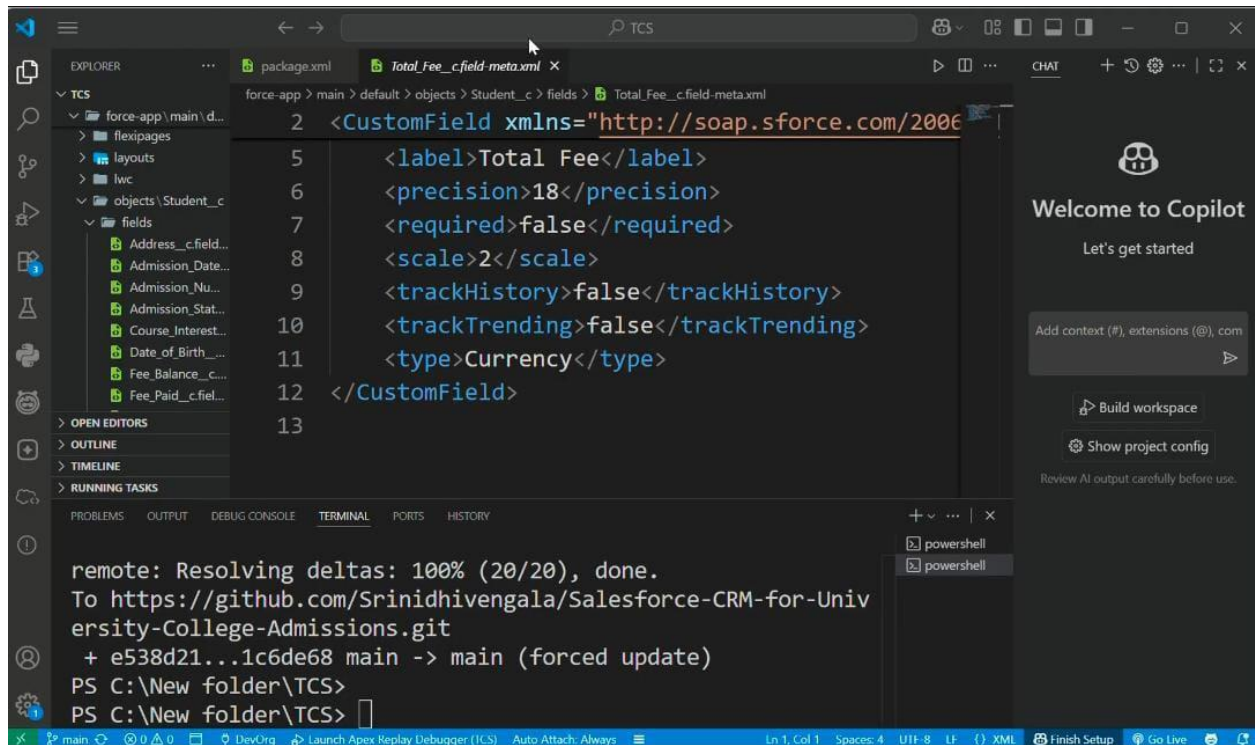 TCS
EXPLORER
TCS
force-app\main\d...
flexipages
layouts
lwc
objects\Student__c
fields
Address__c.field...
Admission_Date...
Admission_Nu...
Admission_Stat...
Course_Interest...
Date_of_Birth__...
Fee_Balance__c....
Fee_Paid__c.fiel...
OPEN EDITORS
OUTLINE
TIMELINE
RUNNING TASKS
package.xml Total_Fee__c.field-meta.xml
force-app > main > default > objects > Student__c > fields > Total_Fee__c.field-meta.xml
2 <CustomField xmlns="http://soap.sforce.com/2006
5 <label>Total Fee</label>
6 <precision>18</precision>
7 <required>false</required>
8 <scale>2</scale>
9 <trackHistory>false</trackHistory>
10 <trackTrending>false</trackTrending>
11 <type>Currency</type>
12 </CustomField>
13
CHAT
Welcome to Copilot
Let's get started
Add context (#), extensions (@), com
Build workspace
Show project config
Review AI output carefully before use.
PROBLEMS OUTPUT DEBUG CONSOLE TERMINAL PORTS HISTORY
powershell
powershell
remote: Resolving deltas: 100% (20/20), done.
To https://github.com/Srinidhivengala/Salesforce-CRM-for-Univ
ersity-College-Admissions.git
+ e538d21...1c6de68 main -> main (forced update)
PS C:\New folder\TCS>
PS C:\New folder\TCS>
3
1
main 0 0 DevOrg Launch Apex Replay Debugger (TCS) Auto Attach: Always Ln 1, Col 1 Spaces: 4 UTF-8 LF {} XML Finish Setup Go Live